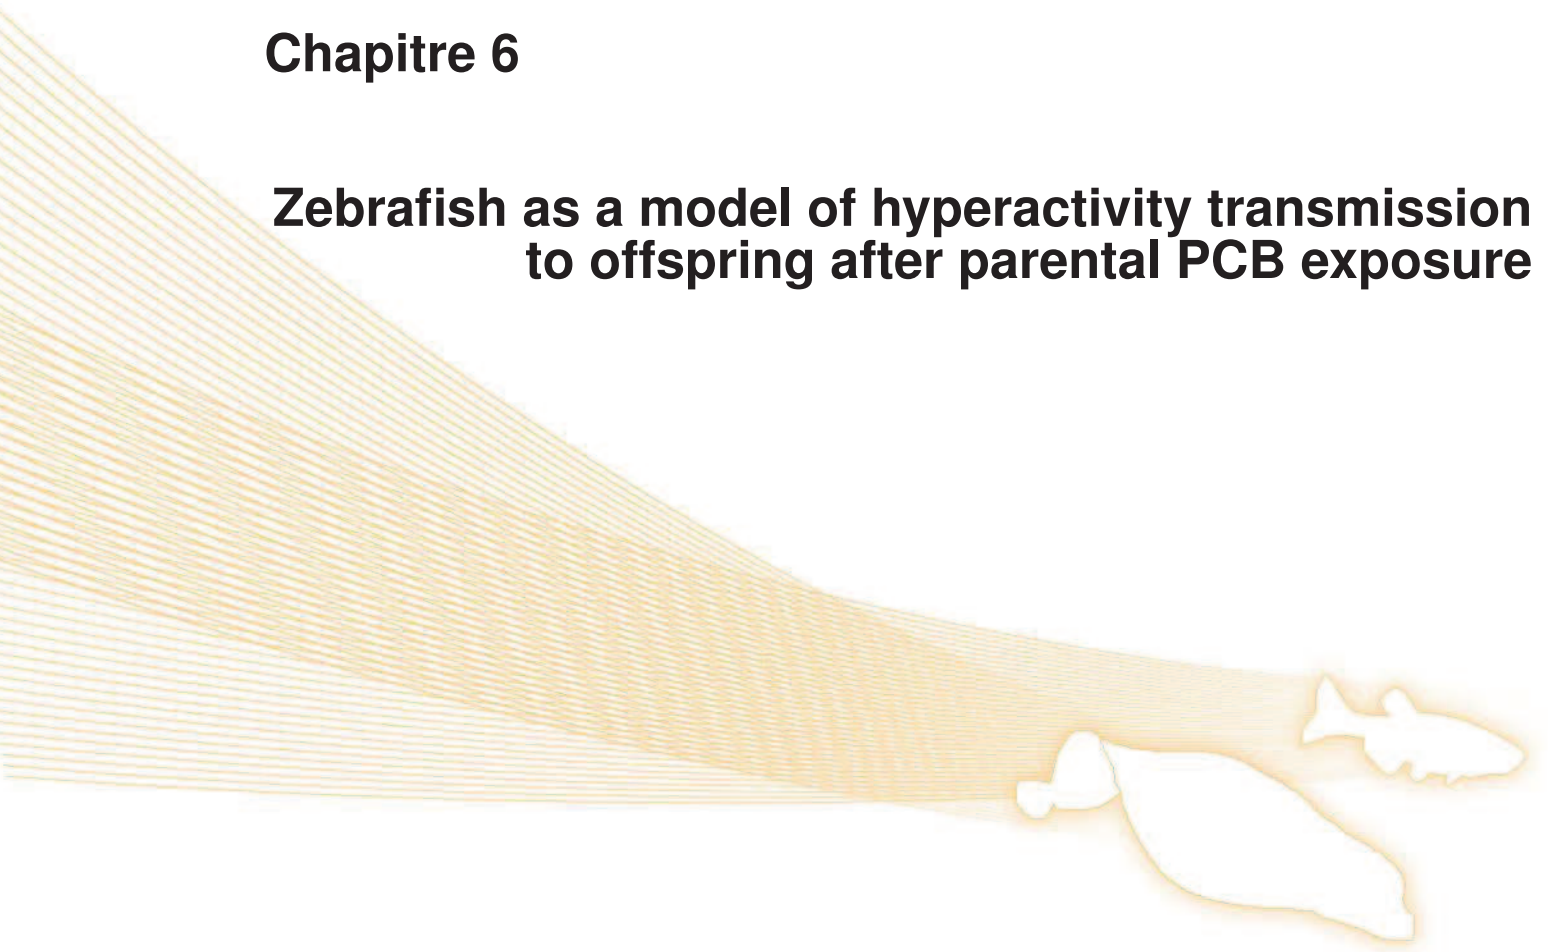 Chapitre 6
Zebrafish as a model of hyperactivity transmission
to offspring after parental PCB exposure